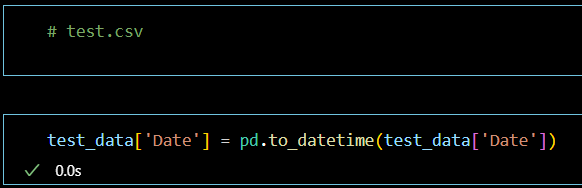 # test.csv
test_data['Date'] = pd.to_datetime(test_data['Date'])
0.0s